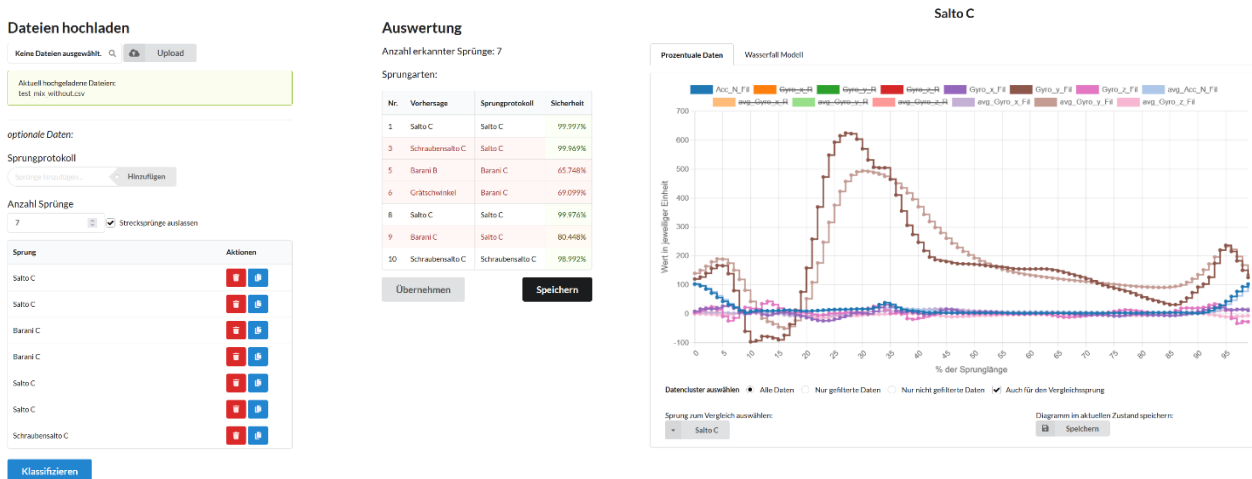 Dateien hochladen
Keine Dateien ausgewählt. Upload
Aktuell hochgeladene Dateien:
test_mix_without.csv
optionale Daten:
Sprungprotokoll
Sprünge hinzufügen... Hinzufügen
Anzahl Sprünge
7 Strecksprünge auslassen
Sprung Aktionen
Salto C
Salto C
Barani C
Barani C
Salto C
Salto C
Schraubensalto C
Klassifizieren
Auswertung
Anzahl erkannter Sprünge: 7
Sprungarten:
Nr. Vorhersage Sprungprotokoll Sicherheit
1 Salto C Salto C 99.997%
3 Schraubensalto C Salto C 99.969%
5 Barani B Barani C 65.748%
6 Grätschwinkel Barani C 69.099%
8 Salto C Salto C 99.976%
9 Barani C Salto C 80.448%
10 Schraubensalto C Schraubensalto C 98.992%
Übernehmen Speichern
Salto C
Prozentuale Daten Wasserfall Modell
Acc_N_Fil Gyro_x_R Gyro_y_R Gyro_z_R Gyro_x_Fil Gyro_y_Fil Gyro_z_Fil avg_Acc_N_Fil
avg_Gyro_x_R avg_Gyro_y_R avg_Gyro_z_R avg_Gyro_x_Fil avg_Gyro_y_Fil avg_Gyro_z_Fil
700
600
500
400
300
200
100
0
-100
Wert in jeweiliger Einheit
0 5 10 15 20 25 30 35 40 45 50 55 60 65 70 75 80 85 90 95
% der Sprunglänge
Datencluster auswählen Alle Daten Nur gefilterte Daten Nur nicht gefilterte Daten Auch für den Vergleichssprung
Sprung zum Vergleich auswählen: Diagramm im aktuellen Zustand speichern:
Salto C Speichern